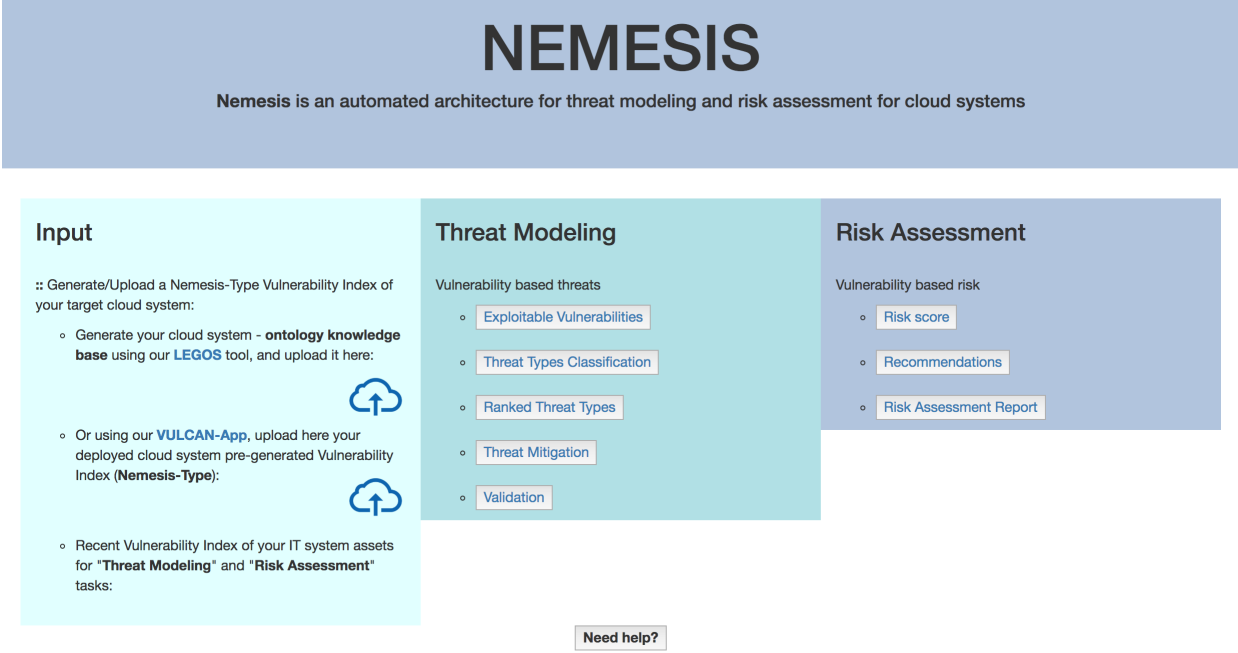 NEMESIS
Nemesis is an automated architecture for threat modeling and risk assessment for cloud systems
Input
:: Generate/Upload a Nemesis-Type Vulnerability Index of
your target cloud system:
Generate your cloud system - ontology knowledge
base using our LEGOS tool, and upload it here:
Or using our VULCAN-App, upload here your
deployed cloud system pre-generated Vulnerability
Index (Nemesis-Type):
Recent Vulnerability Index of your IT system assets
for "Threat Modeling" and "Risk Assessment"
tasks:
Threat Modeling
Vulnerability based threats
Exploitable Vulnerabilities
Threat Types Classification
Ranked Threat Types
Threat Mitigation
Validation
Risk Assessment
Vulnerability based risk
Risk score
Recommendations
Risk Assessment Report
Need help?